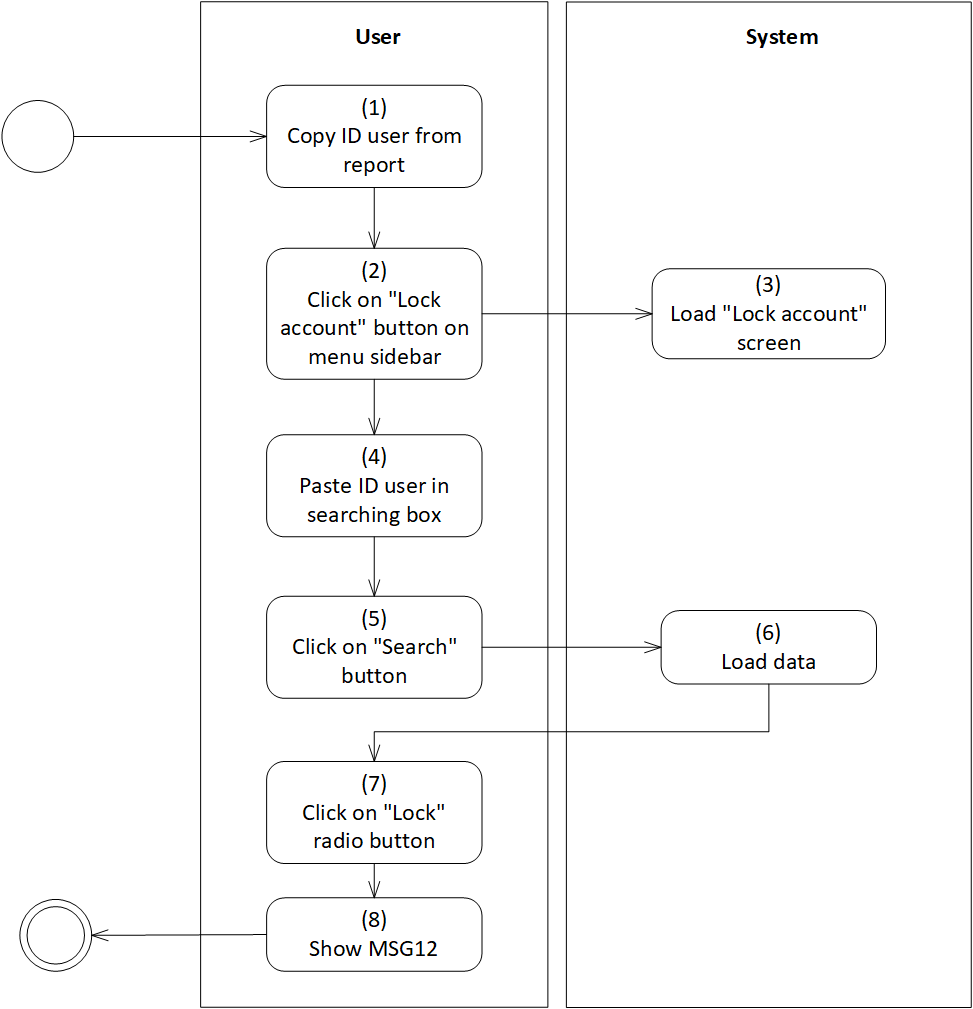 User
System
(1)
Copy ID user from
report
(2)
Click on "Lock
account" button on
menu sidebar
(3)
Load "Lock account"
screen
(4)
Paste ID user in
searching box
(5)
Click on "Search"
button
(6)
Load data
(7)
Click on "Lock"
radio button
(8)
Show MSG12